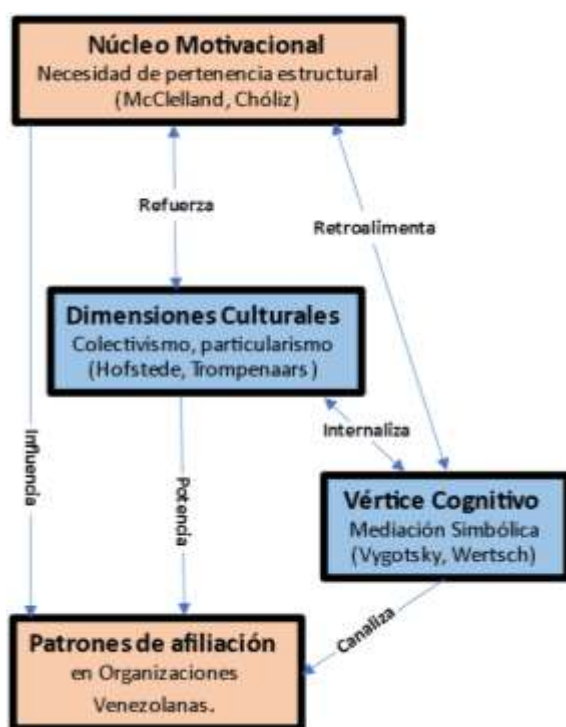 Núcleo Motivacional
Necesidad de pertenencia estructural
(McClelland, Chóliz)
Refuerza
Retroalimenta
Dimensiones Culturales
Colectivismo, particularismo
(Hofstede, Trompenaars )
Internaliza
Influencia
Potencia
Vértice Cognitivo
Mediación Simbólica
(Vygotsky, Wertsch)
Canaliza
Patrones de afiliación
en Organizaciones
Venezolanas.